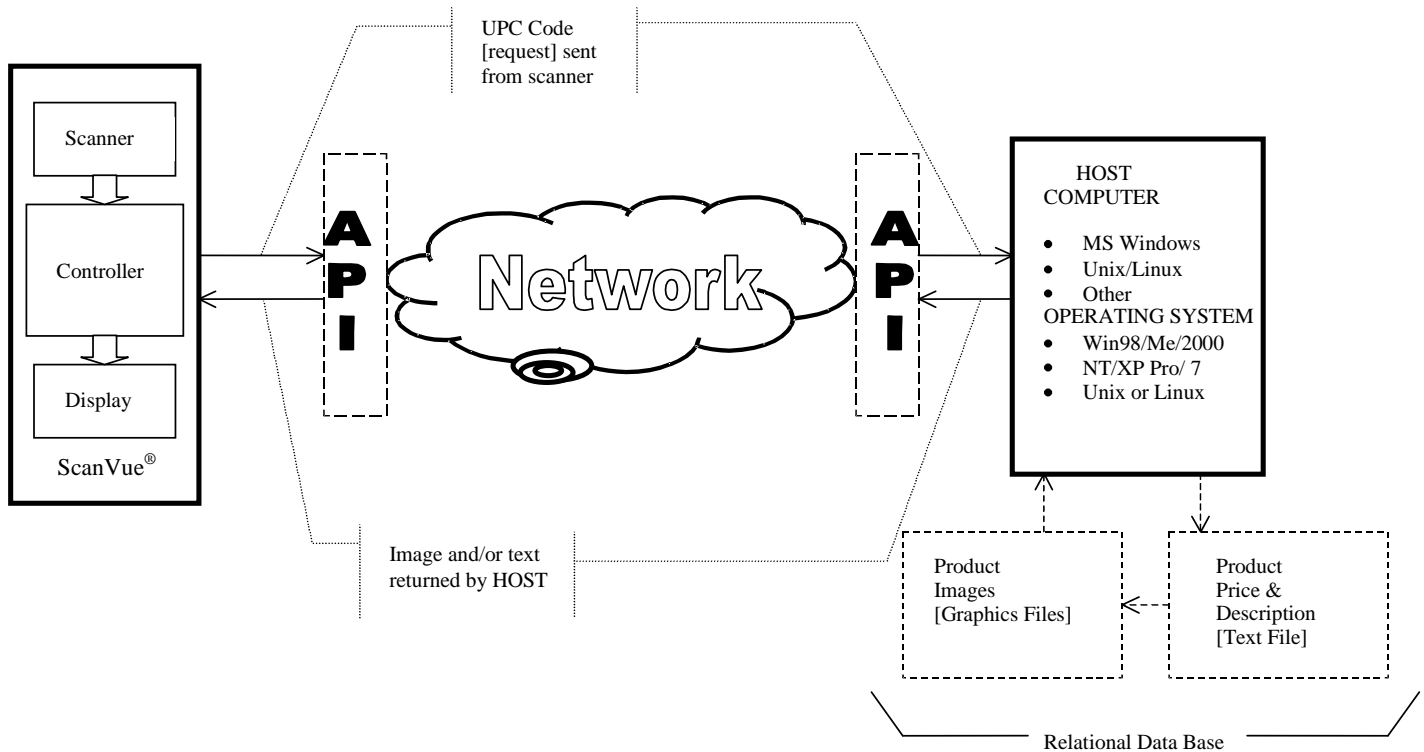 UPC Code
[request] sent
from scanner
Scanner
Controller
Display
ScanVue®
A
P
I
Network
A
P
I
HOST
COMPUTER
• MS Windows
• Unix/Linux
• Other
OPERATING SYSTEM
• Win98/Me/2000
• NT/XP Pro/ 7
• Unix or Linux
Image and/or text
returned by HOST
Product
Images
[Graphics Files]
Product
Price &
Description
[Text File]
Relational Data Base